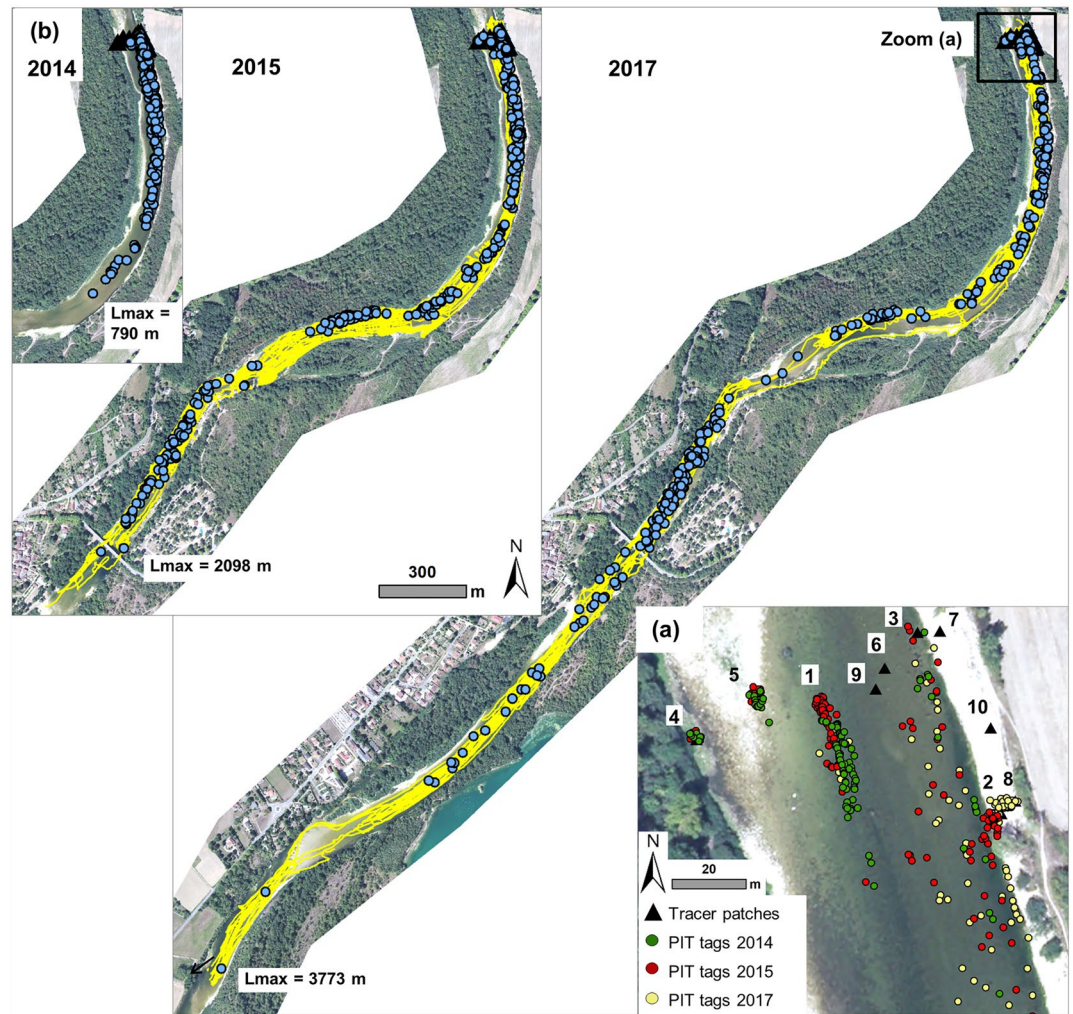 (b)
2014
2015
2017
Zoom (a)
Lmax =
790 m
Lmax = 2098 m
300
m
N
Lmax = 3773 m
(a)
3
7
6
9
5
1
10
4
2
8
N
20
m
Tracer patches
PIT tags 2014
PIT tags 2015
PIT tags 2017